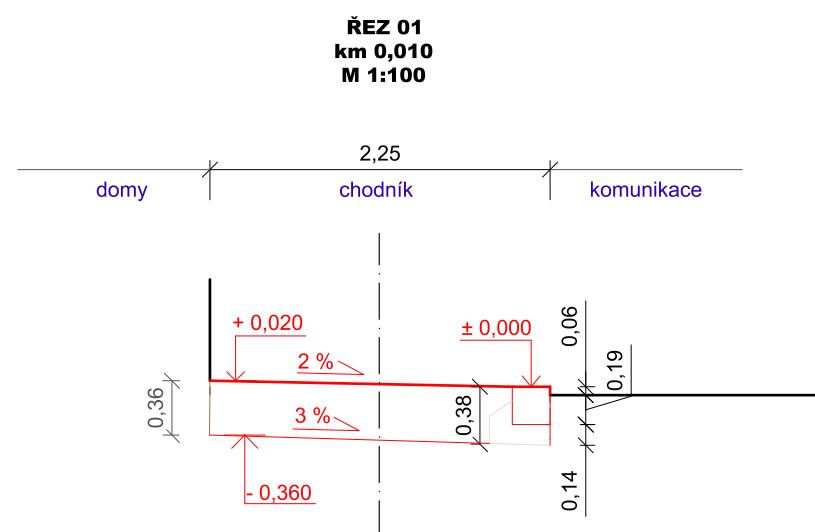 ŘEZ 01
km 0,010
M 1:100
2,25
domy
chodník
komunikace
+ 0,020
± 0,000
0,06
2 %
0,19
0,36
3 %
0,38
- 0,360
0,14